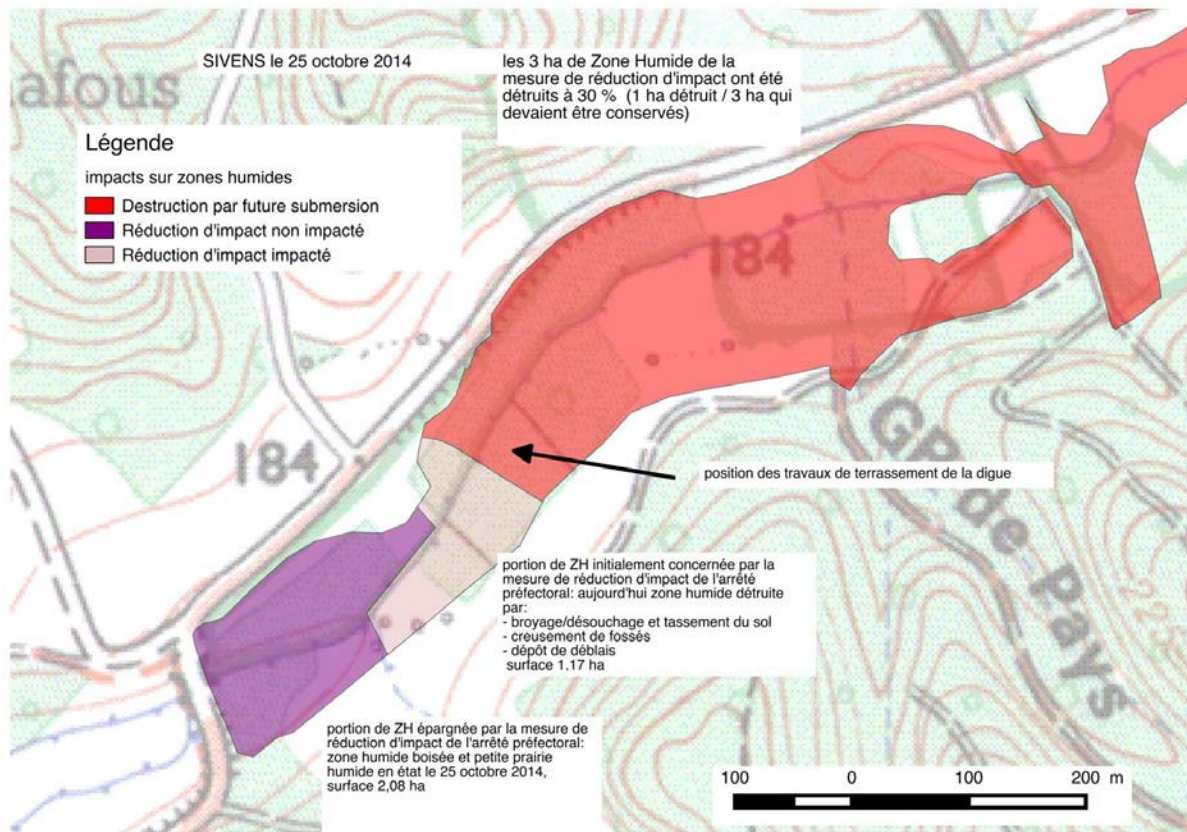 SIVENS le 25 octobre 2014
les 3 ha de Zone Humide de la
mesure de réduction d'impact ont été
détruits à 30 % (1 ha détruit / 3 ha qui
devaient être conservés)
afous
Légende
impacts sur zones humides
Destruction par future submersion
Réduction d'impact non impacté
Réduction d'impact impacté
184
184
GR de Pays
225
position des travaux de terrassement de la digue
portion de ZH initialement concernée par la
mesure de réduction d'impact de l'arrêté
préfectoral: aujourd'hui zone humide détruite
par:
- broyage/désouchage et tassement du sol
- creusement de fossés
- dépôt de déblais
surface 1,17 ha
portion de ZH épargnée par la mesure de
réduction d'impact de l'arrêté préfectoral:
zone humide boisée et petite prairie
humide en état le 25 octobre 2014,
surface 2,08 ha
100 0 100 200 m